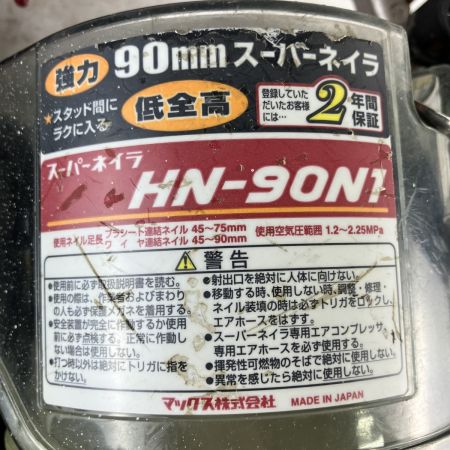 強力 90mm スーパーネイラ
★スタッド間に
ラクに入る
低全高
登録していた
だいたお客様
には…
2年間
保証
スーパーネイラ
HN-90N1
使用ネイル足長 プラシート連結ネイル 45~75mm
ワイヤ連結ネイル 45~90mm
使用空気圧範囲 1.2~2.25MPa
警告
●使用前に必ず取扱説明書を読む。
●使用の際は、作業者およびまわり
の人も必ず保護メガネを着用する。
●安全装置が完全に作動するか使用
前に必ず点検する。正常に作動し
ない場合は使用しない。
●打つ時以外は絶対にトリガに指を
かけない。
●射出口を絶対に人体に向けない。
●移動する時、使用しない時、調整・修理・
ネイル装填の時は必ずトリガをロックし、
エアホースをはずす。
●スーパーネイラ専用エアコンプレッサ、
専用エアホースを必ず使用する。
●揮発性可燃物のそばで絶対に使用しない。
●異常を感じたら絶対に使用しない。
マックス株式会社
MADE IN JAPAN